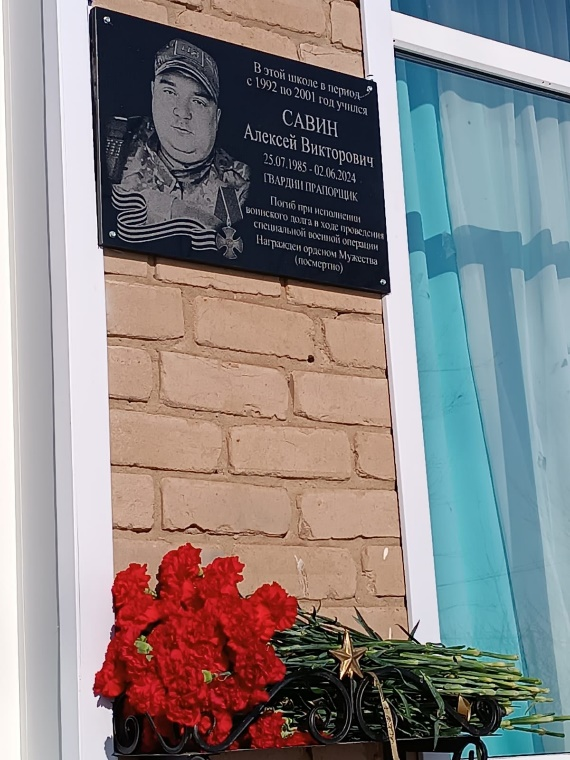 В этой школе в период
с 1992 по 2001 год учился
САВИН
Алексей Викторович
25.07.1985 - 02.06.2024
ГВАРДИИ ПРАПОРЩИК
Погиб при исполнении
воинского долга в ходе проведения
специальной военной операции
Награжден орденом Мужества
(посмертно)